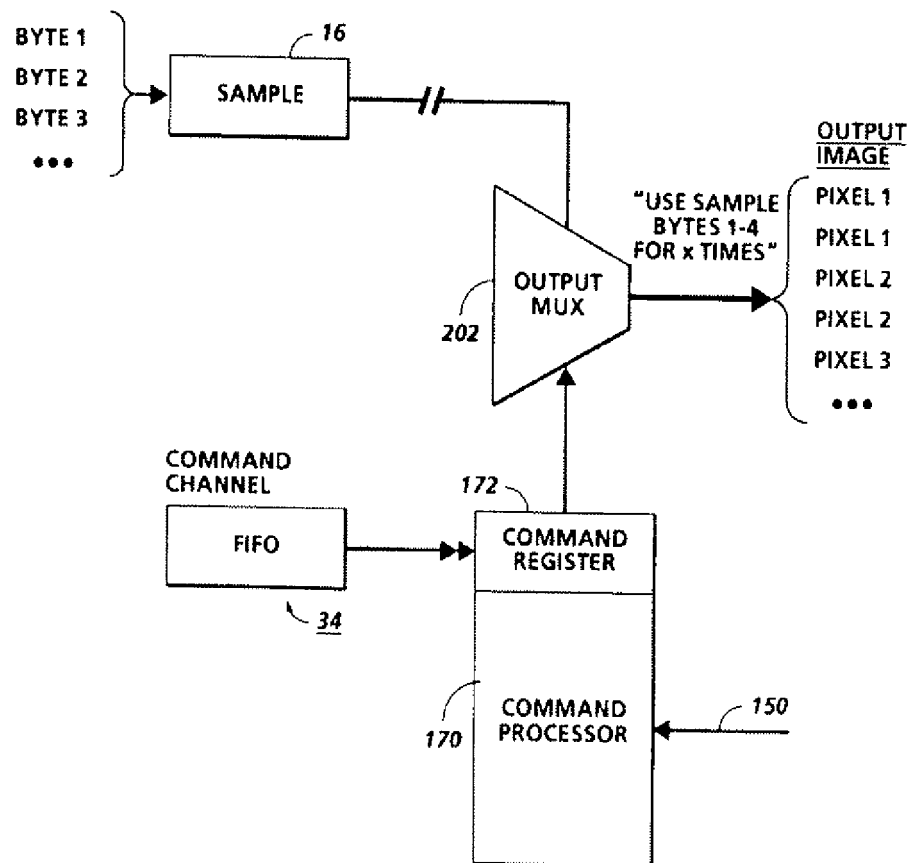 BYTE 1
BYTE 2
BYTE 3
•••
16
SAMPLE
OUTPUT
IMAGE
PIXEL 1
PIXEL 1
PIXEL 2
PIXEL 2
PIXEL 3
•••
"USE SAMPLE
BYTES 1-4
FOR x TIMES"
OUTPUT
MUX
202
COMMAND
CHANNEL
FIFO
34
172
COMMAND
REGISTER
170
COMMAND
PROCESSOR
150